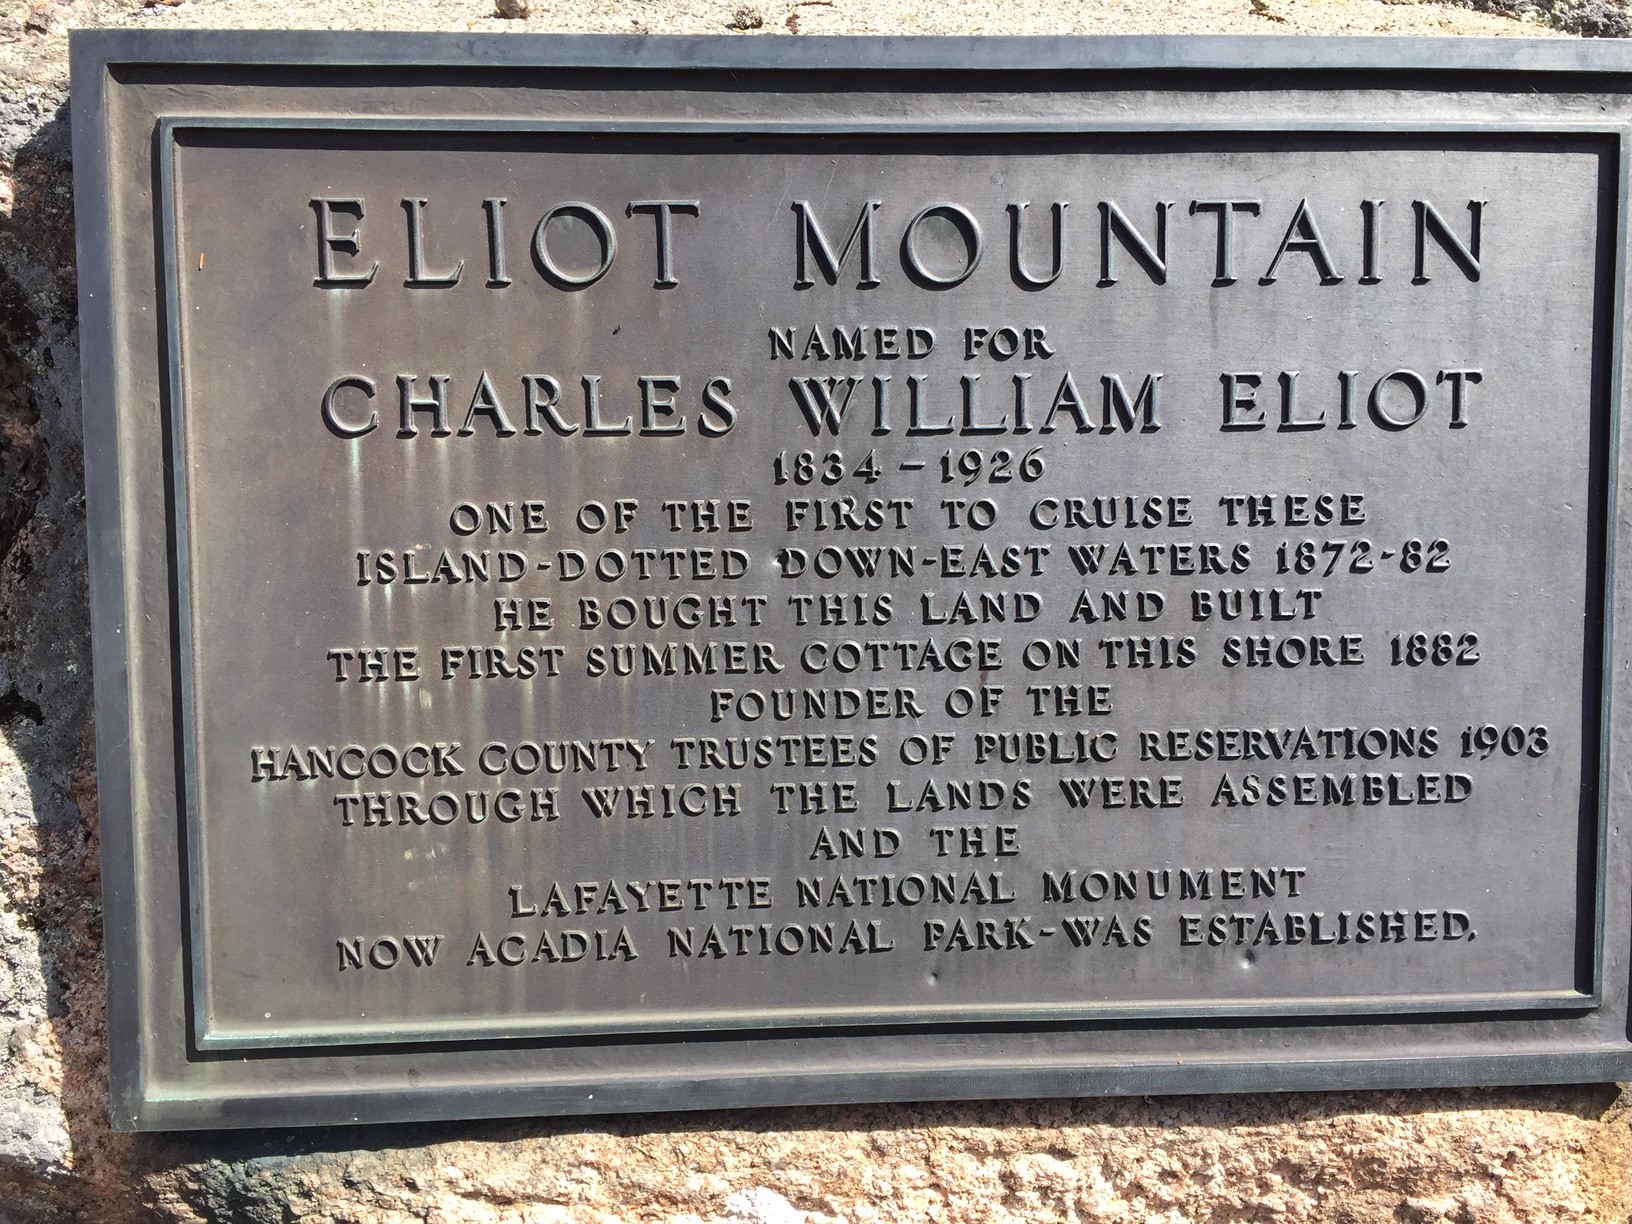 ELIOT MOUNTAIN
NAMED FOR
CHARLES WILLIAM ELIOT
1834 – 1926
ONE OF THE FIRST TO CRUISE THESE
ISLAND-DOTTED DOWN-EAST WATERS 1872-82
HE BOUGHT THIS LAND AND BUILT
THE FIRST SUMMER COTTAGE ON THIS SHORE 1882
FOUNDER OF THE
HANCOCK COUNTY TRUSTEES OF PUBLIC RESERVATIONS 1903
THROUGH WHICH THE LANDS WERE ASSEMBLED
AND THE
LAFAYETTE NATIONAL MONUMENT
NOW ACADIA NATIONAL PARK-WAS ESTABLISHED.